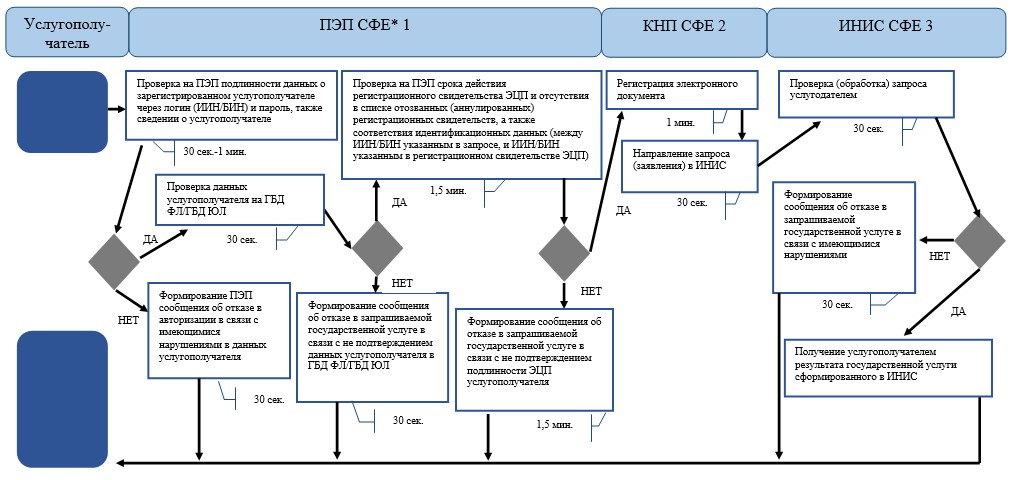 Услугополу-
чатель
ПЭП СФЕ* 1
КНП СФЕ 2
ИНИС СФЕ 3
Проверка на ПЭП подлинности данных о
зарегистрированном услугополучателе
через логин (ИИН/БИН) и пароль, также
сведении о услугополучателе
30 сек.-1 мин.
Проверка на ПЭП срока действия
регистрационного свидетельства ЭЦП и отсутствия
в списке отозванных (аннулированных)
регистрационных свидетельств, а также
соответствия идентификационных данных (между
ИИН/БИН указанным в запросе, и ИИН/БИН
указанным в регистрационном свидетельстве ЭЦП)
1,5 мин.
Регистрация электронного
документа
1 мин.
Проверка (обработка) запроса
услугодателем
30 сек.
Направление запроса
(заявления) в ИНИС
30 сек.
Проверка данных
услугополучателя на ГБД
ФЛ/ГБД ЮЛ
30 сек.
ДА
ДА
ДА
Формирование
сообщения об отказе в
запрашиваемой
государственной услуге в
связи с имеющимися
нарушениями
30 сек.
НЕТ
ДА
НЕТ
НЕТ
НЕТ
Формирование ПЭП
сообщения об отказе в
авторизации в связи с
имеющимися
нарушениями в данных
услугополучателя
30 сек.
Формирование сообщения
об отказе в запрашиваемой
государственной услуге в
связи с не подтверждением
данных услугополучателя в
ГБД ФЛ/ГБД ЮЛ
30 сек.
Формирование сообщения об
отказе в запрашиваемой
государственной услуге в
связи с не подтверждением
подлинности ЭЦП
услугополучателя
1,5 мин.
Получение услугополучателем
результата государственной услуги
сформированного в ИНИС